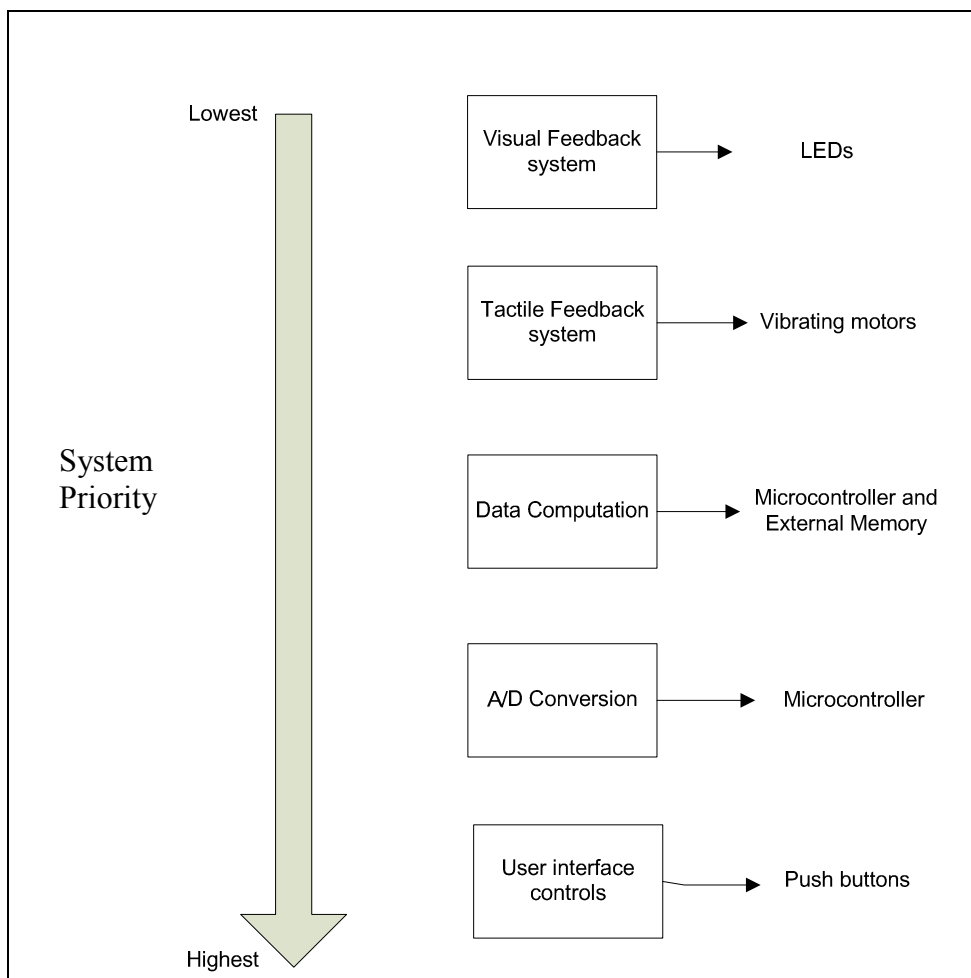 Lowest
Visual Feedback
system
LEDs
Tactile Feedback
system
Vibrating motors
System
Priority
Data Computation
Microcontroller and
External Memory
A/D Conversion
Microcontroller
User interface
controls
Push buttons
Highest